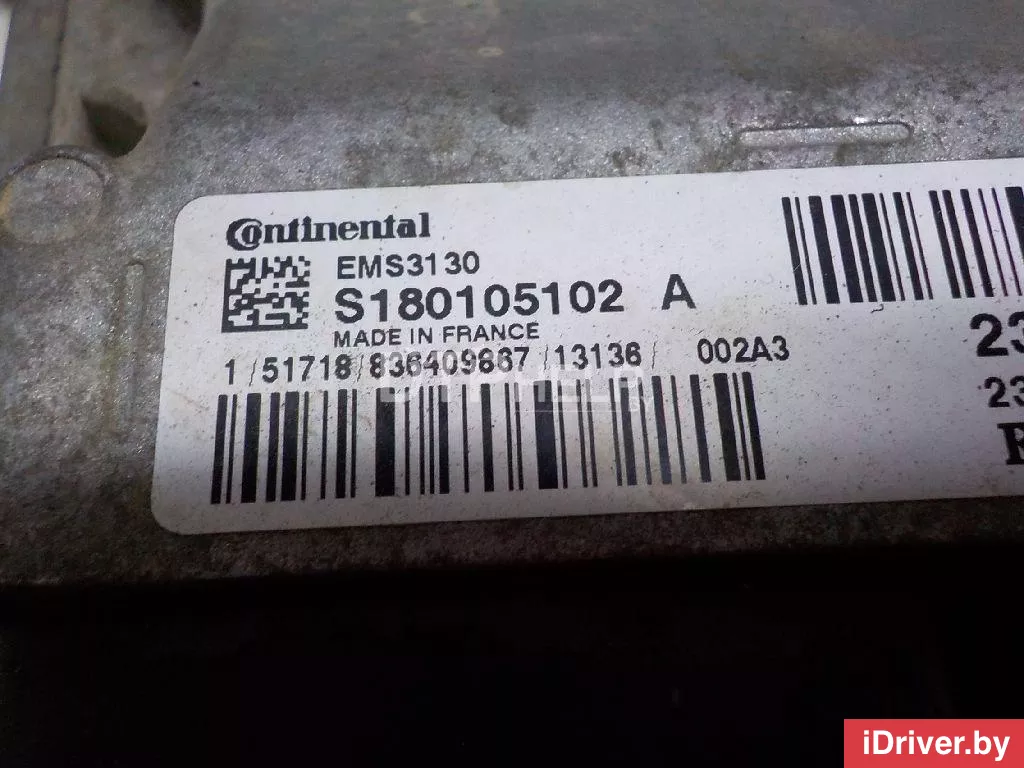 Continental
EMS3130
S180105102 A
MADE IN FRANCE
1 /51718/836409867/13136/ 002A3
23
23
iDriver.by